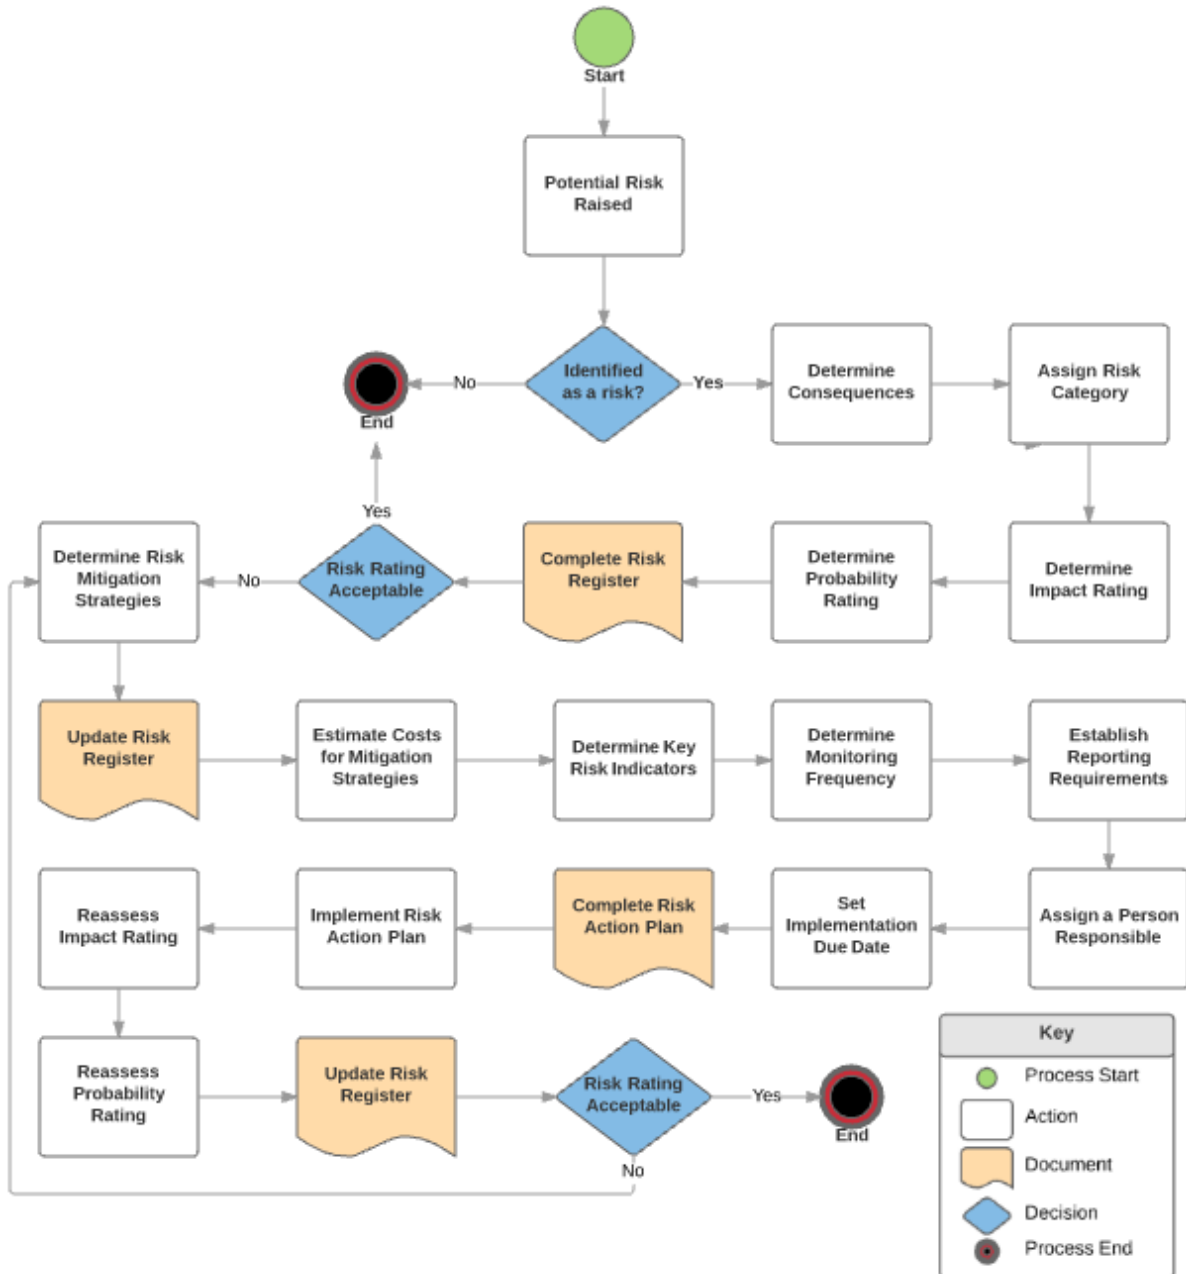 Start
Potential Risk
Raised
Identified
as a risk?
No
Yes
End
Determine
Consequences
Assign Risk
Category
Yes
Determine Risk
Mitigation
Strategies
No
Risk Rating
Acceptable
Complete Risk
Register
Determine
Probability
Rating
Determine
Impact Rating
Update Risk
Register
Estimate Costs
for Mitigation
Strategies
Determine Key
Risk Indicators
Determine
Monitoring
Frequency
Establish
Reporting
Requirements
Reassess
Impact Rating
Implement Risk
Action Plan
Complete Risk
Action Plan
Set
Implementation
Due Date
Assign a Person
Responsible
Reassess
Probability
Rating
Update Risk
Register
Risk Rating
Acceptable
Yes
End
No
Key
Process Start
Action
Document
Decision
Process End